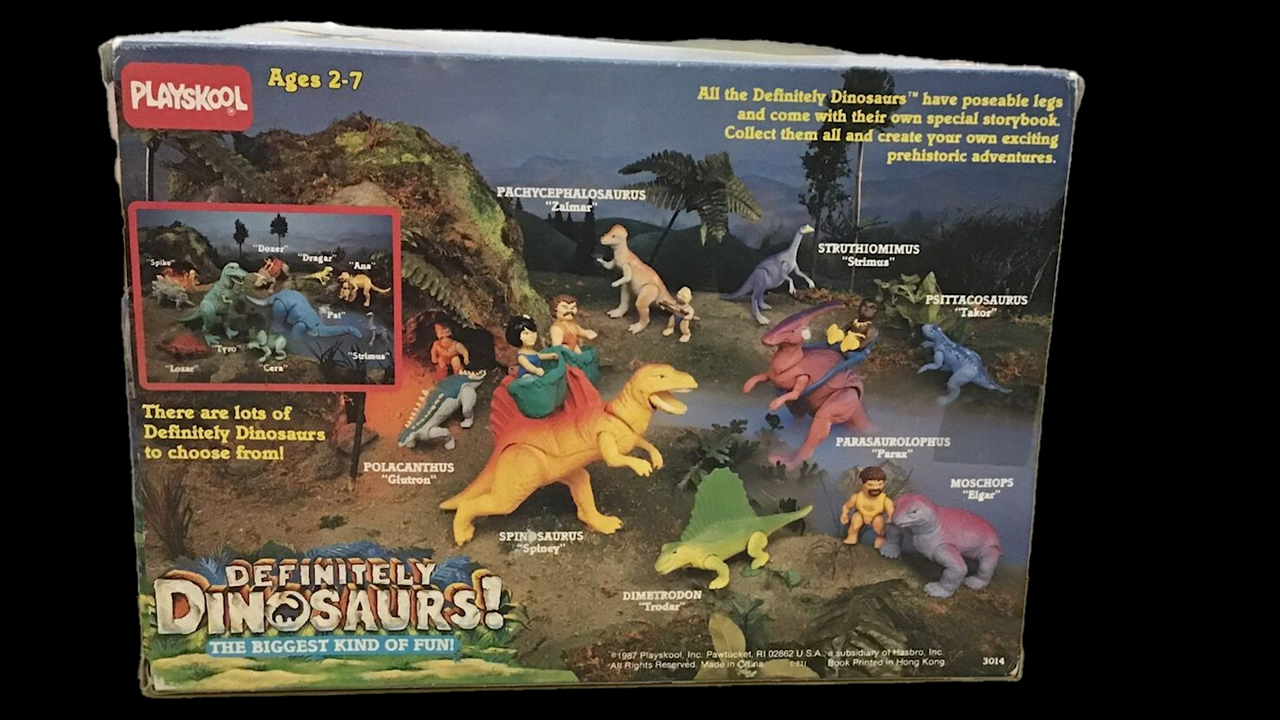 PLAYSKOOL®
Ages 2-7
All the Definitely Dinosaurs™ have poseable legs
and come with their own special storybook.
Collect them all and create your own exciting
prehistoric adventures.
PACHYCEPHALOSAURUS
"Zalmar"
STRUTHIOMIMUS
"Strimus"
PSITTACOSAURUS
"Takor"
"Spike"
"Dozer"
"Dragar"
"Ana"
"Pat"
"Tyro"
"Strimus"
"Lozar"
"Cera"
There are lots of
Definitely Dinosaurs
to choose from!
POLACANTHUS
"Glutron"
PARASAUROLOPHUS
"Parax"
MOSCHOPS
"Elgar"
SPINOSAURUS
"Spiney"
DIMETRODON
"Trodar"
DEFINITELY
DINOSAURS!
THE BIGGEST KIND OF FUN!
©1987 Playskool, Inc. Pawtucket, RI 02862 U.S.A., a subsidiary of Hasbro, Inc.
All Rights Reserved. Made in China. Book Printed in Hong Kong
3014